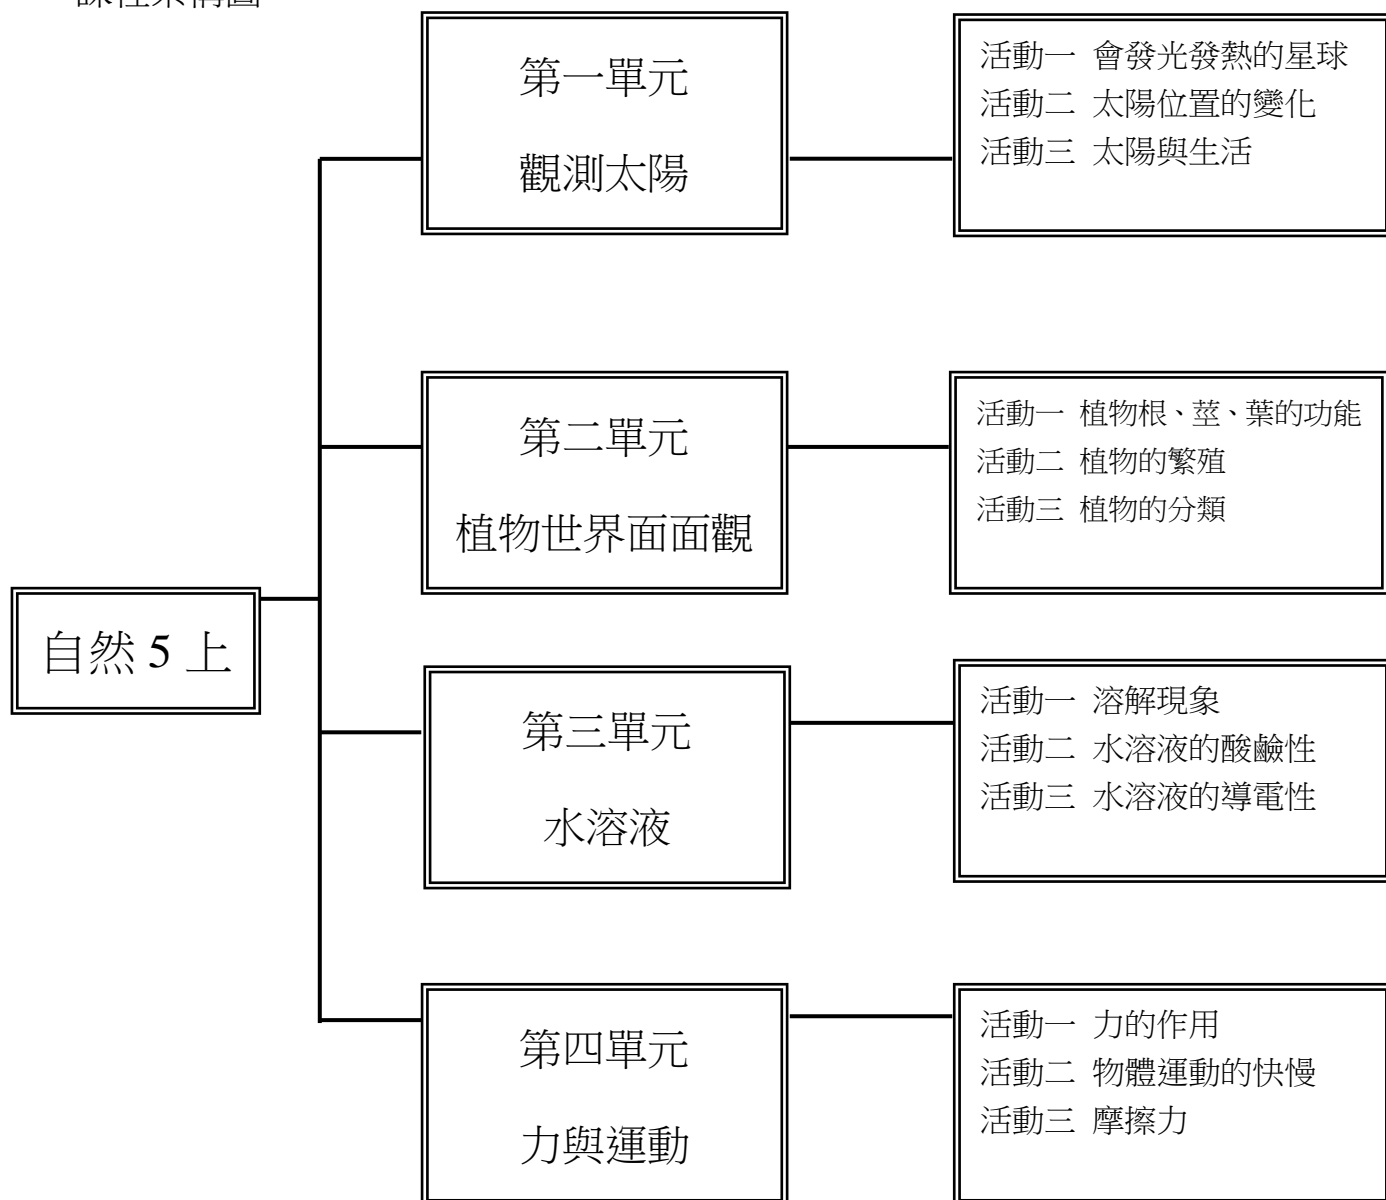 第一單元
觀測太陽
活動一 會發光發熱的星球
活動二 太陽位置的變化
活動三 太陽與生活
第二單元
植物世界面面觀
活動一 植物根、莖、葉的功能
活動二 植物的繁殖
活動三 植物的分類
自然 5 上
第三單元
水溶液
活動一 溶解現象
活動二 水溶液的酸鹼性
活動三 水溶液的導電性
第四單元
力與運動
活動一 力的作用
活動二 物體運動的快慢
活動三 摩擦力